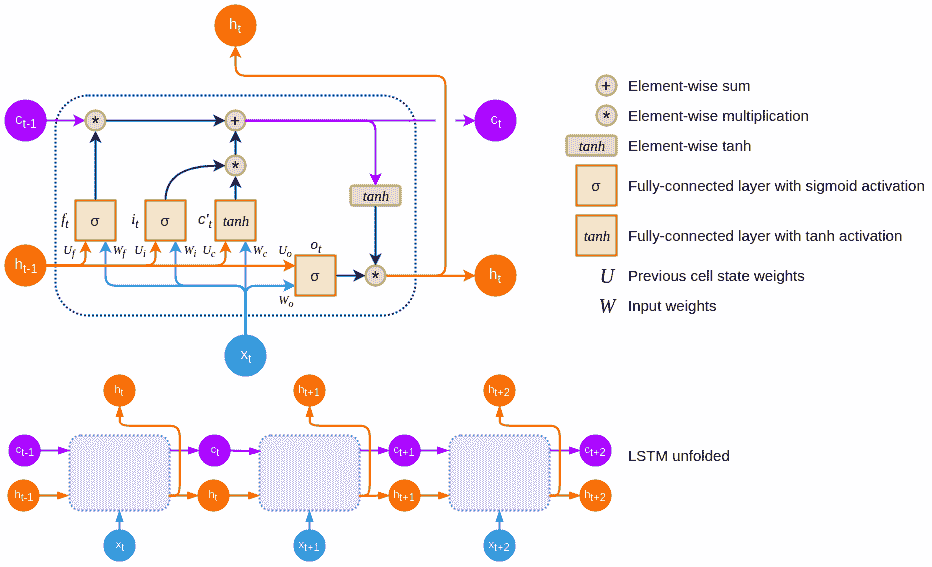 h_t
c_{t-1}
*
+
c_t
*
tanh
f_t
σ
i_t
σ
c'_t
tanh
U_f
W_f
U_i
W_i
U_c
W_c
U_o
o_t
h_{t-1}
σ
*
h_t
W_o
x_t
+ Element-wise sum
* Element-wise multiplication
tanh Element-wise tanh
σ Fully-connected layer with sigmoid activation
tanh Fully-connected layer with tanh activation
U Previous cell state weights
W Input weights
h_t
h_{t+1}
h_{t+2}
c_{t-1}
c_t
c_{t+1}
c_{t+2}
LSTM unfolded
h_{t-1}
h_t
h_{t+1}
h_{t+2}
x_t
x_{t+1}
x_{t+2}